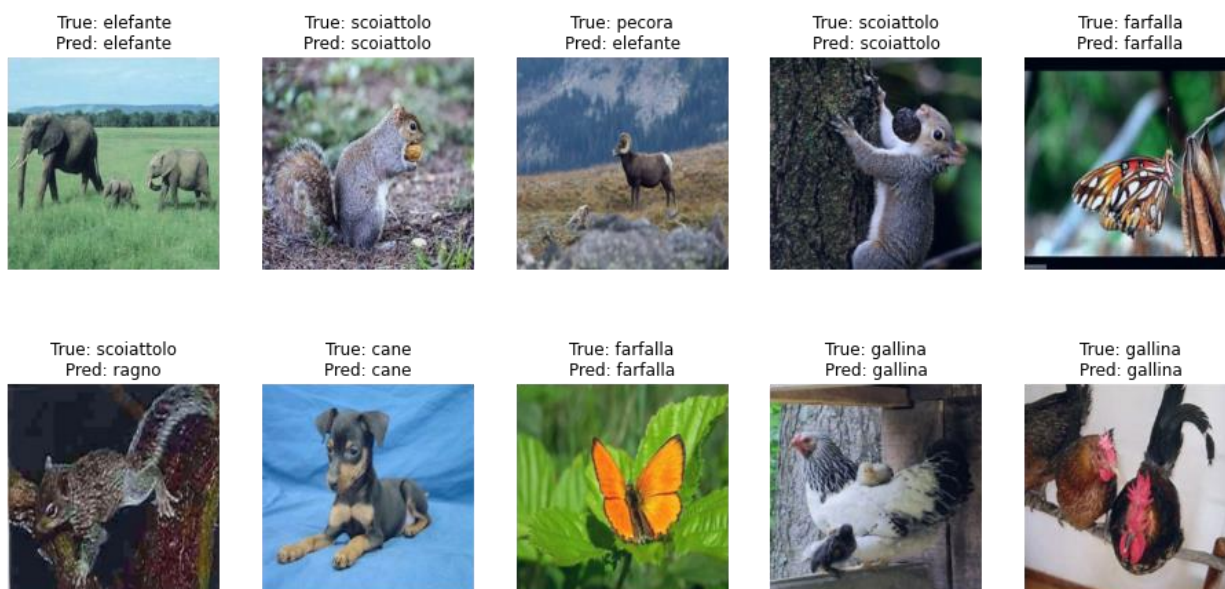 True: elefante
Pred: elefante
True: scoiattolo
Pred: scoiattolo
True: pecora
Pred: elefante
True: scoiattolo
Pred: scoiattolo
True: farfalla
Pred: farfalla
True: scoiattolo
Pred: ragno
True: cane
Pred: cane
True: farfalla
Pred: farfalla
True: gallina
Pred: gallina
True: gallina
Pred: gallina